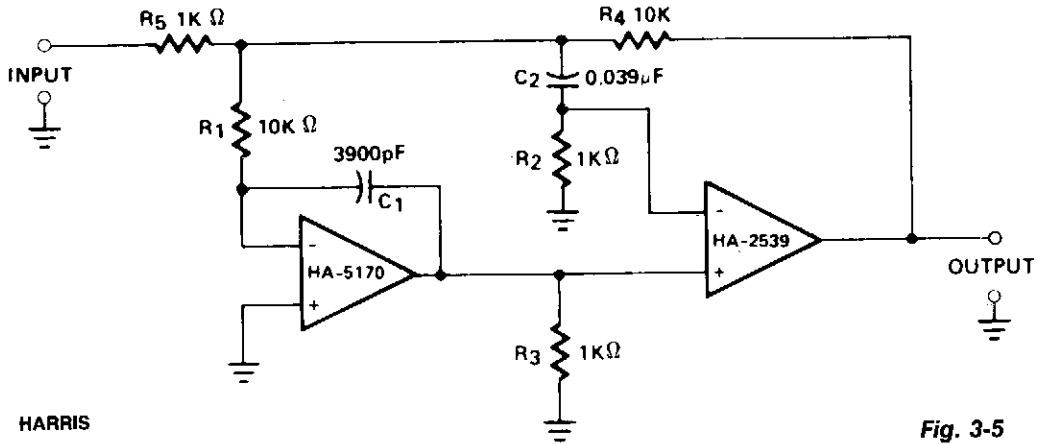 R5 1K Ω
R4 10K
INPUT
C2 0.039µF
R1 10K Ω
3900pF
C1
R2 1KΩ
-
HA-5170
+
-
HA-2539
+
OUTPUT
R3 1KΩ
HARRIS
Fig. 3-5